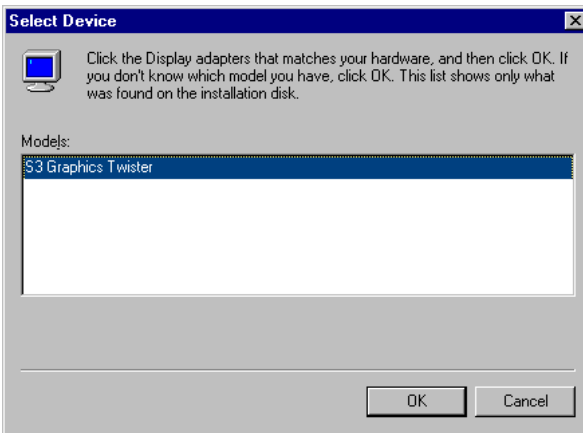 Select Device
Click the Display adapters that matches your hardware, and then click OK. If
you don't know which model you have, click OK. This list shows only what
was found on the installation disk.
Models:
S3 Graphics Twister
OK
Cancel